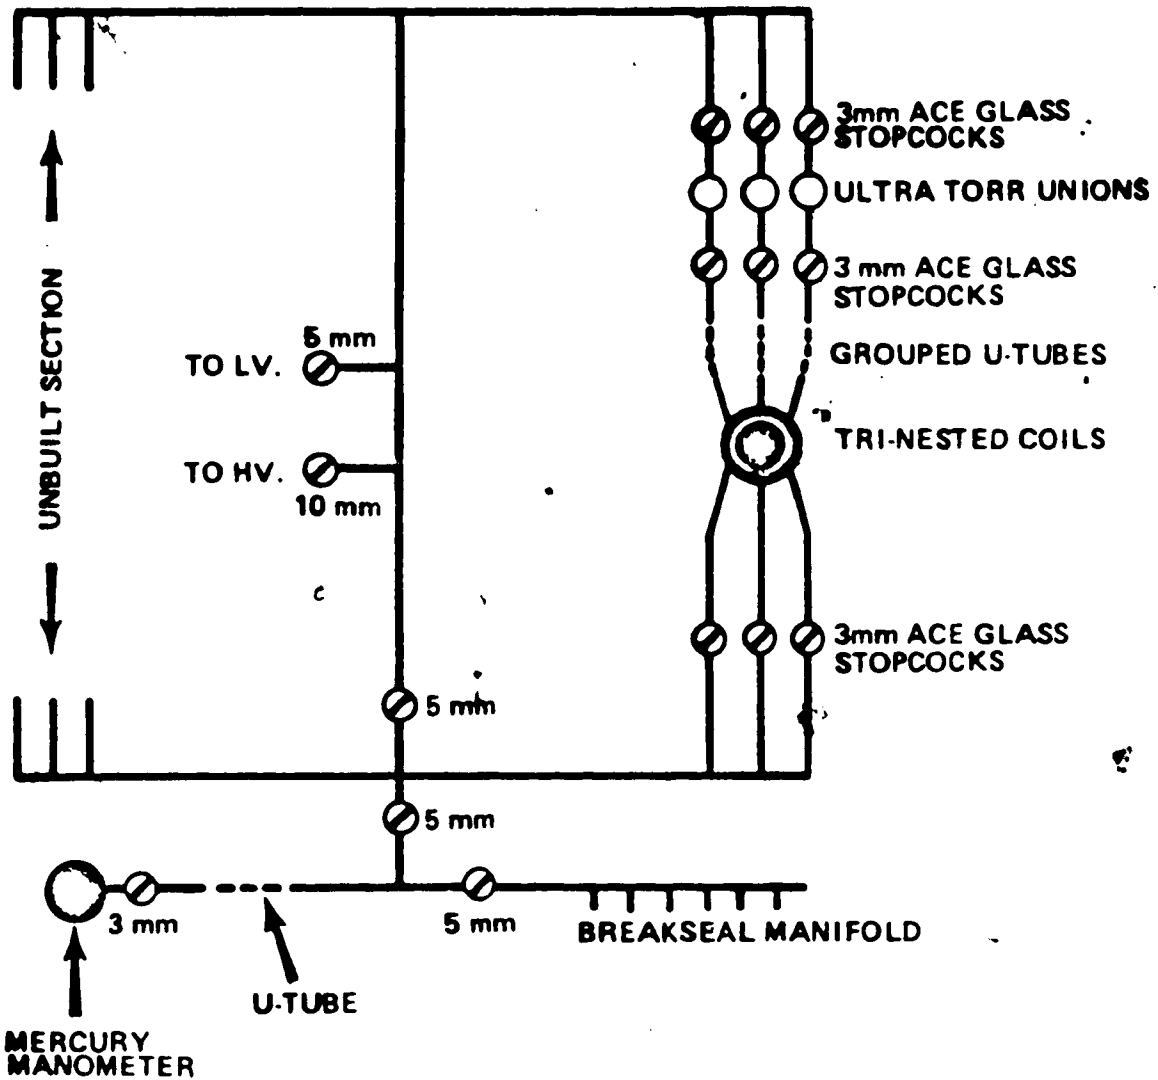 3mm ACE GLASS
STOPCOCKS
ULTRA TORR UNIONS
3 mm ACE GLASS
STOPCOCKS
GROUPED U-TUBES
TRI-NESTED COILS
UNBUILT SECTION
5 mm
TO LV.
TO HV.
10 mm
3mm ACE GLASS
STOPCOCKS
5 mm
5 mm
3 mm
5 mm
BREAKSEAL MANIFOLD
U-TUBE
MERCURY
MANOMETER